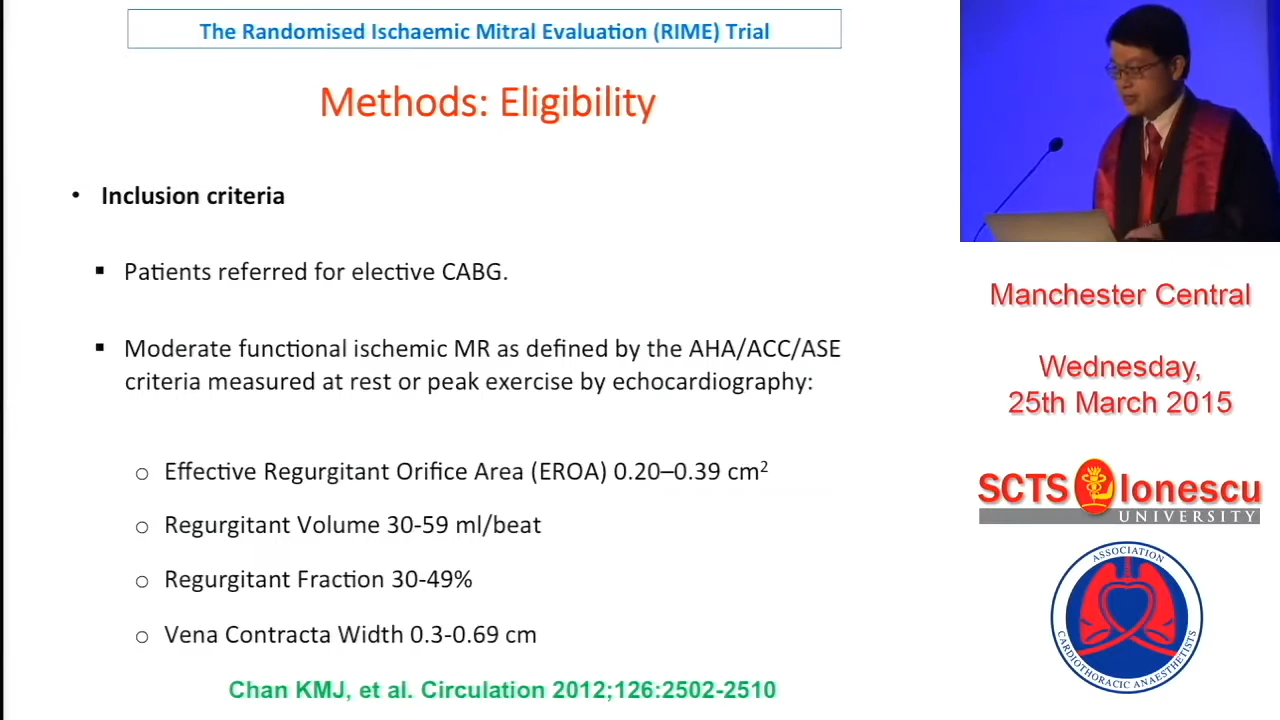 The Randomised Ischaemic Mitral Evaluation (RIME) Trial
Methods: Eligibility
• Inclusion criteria
▪ Patients referred for elective CABG.
▪ Moderate functional ischemic MR as defined by the AHA/ACC/ASE
criteria measured at rest or peak exercise by echocardiography:
○ Effective Regurgitant Orifice Area (EROA) 0.20–0.39 cm²
○ Regurgitant Volume 30-59 ml/beat
○ Regurgitant Fraction 30-49%
○ Vena Contracta Width 0.3-0.69 cm
Chan KMJ, et al. Circulation 2012;126:2502-2510
Manchester Central
Wednesday,
25th March 2015
SCTS Ionescu
UNIVERSITY
ASSOCIATION
CARDIOTHORACIC ANAESTHETISTS